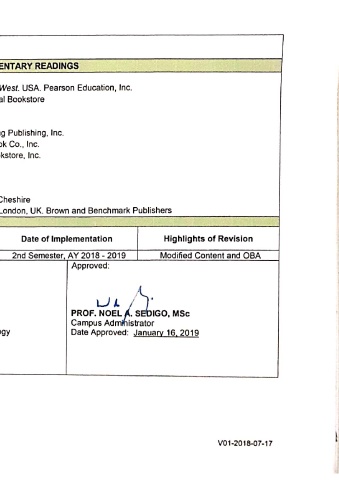 ENTARY READINGS
West. USA. Pearson Education, Inc.
al Bookstore
g Publishing, Inc.
ok Co., Inc.
kstore, Inc.
Cheshire
London, UK. Brown and Benchmark Publishers
Date of Implementation
Highlights of Revision
2nd Semester, AY 2018 - 2019
Modified Content and OBA
Approved:
PROF. NOEL A. SEDIGO, MSc
Campus Administrator
ogy
Date Approved: January 16, 2019
V01-2018-07-17